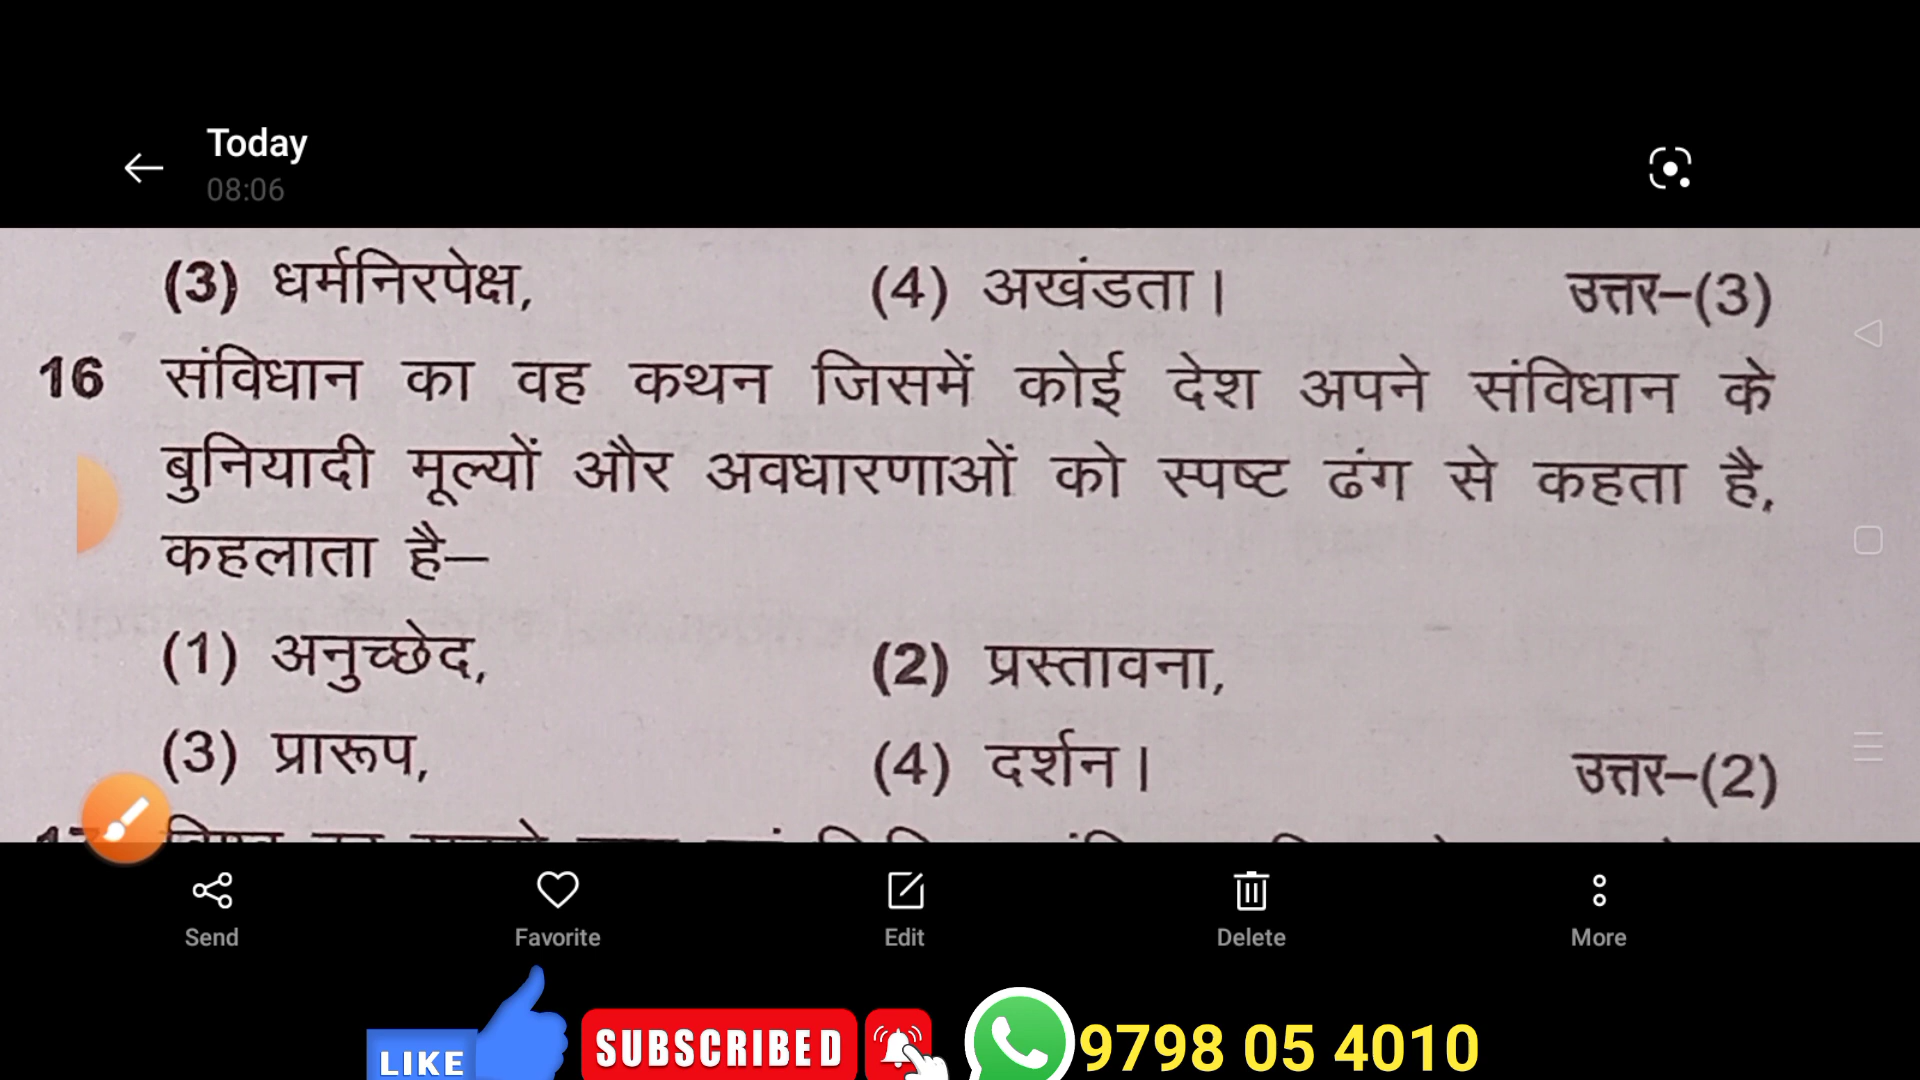 Today
08:06
(3) धर्मनिरपेक्ष, (4) अखंडता। उत्तर–(3)
16 संविधान का वह कथन जिसमें कोई देश अपने संविधान के
बुनियादी मूल्यों और अवधारणाओं को स्पष्ट ढंग से कहता है,
कहलाता है–
(1) अनुच्छेद, (2) प्रस्तावना,
(3) प्रारूप, (4) दर्शन। उत्तर–(2)
Send Favorite Edit Delete More
LIKE SUBSCRIBED 9798 05 4010